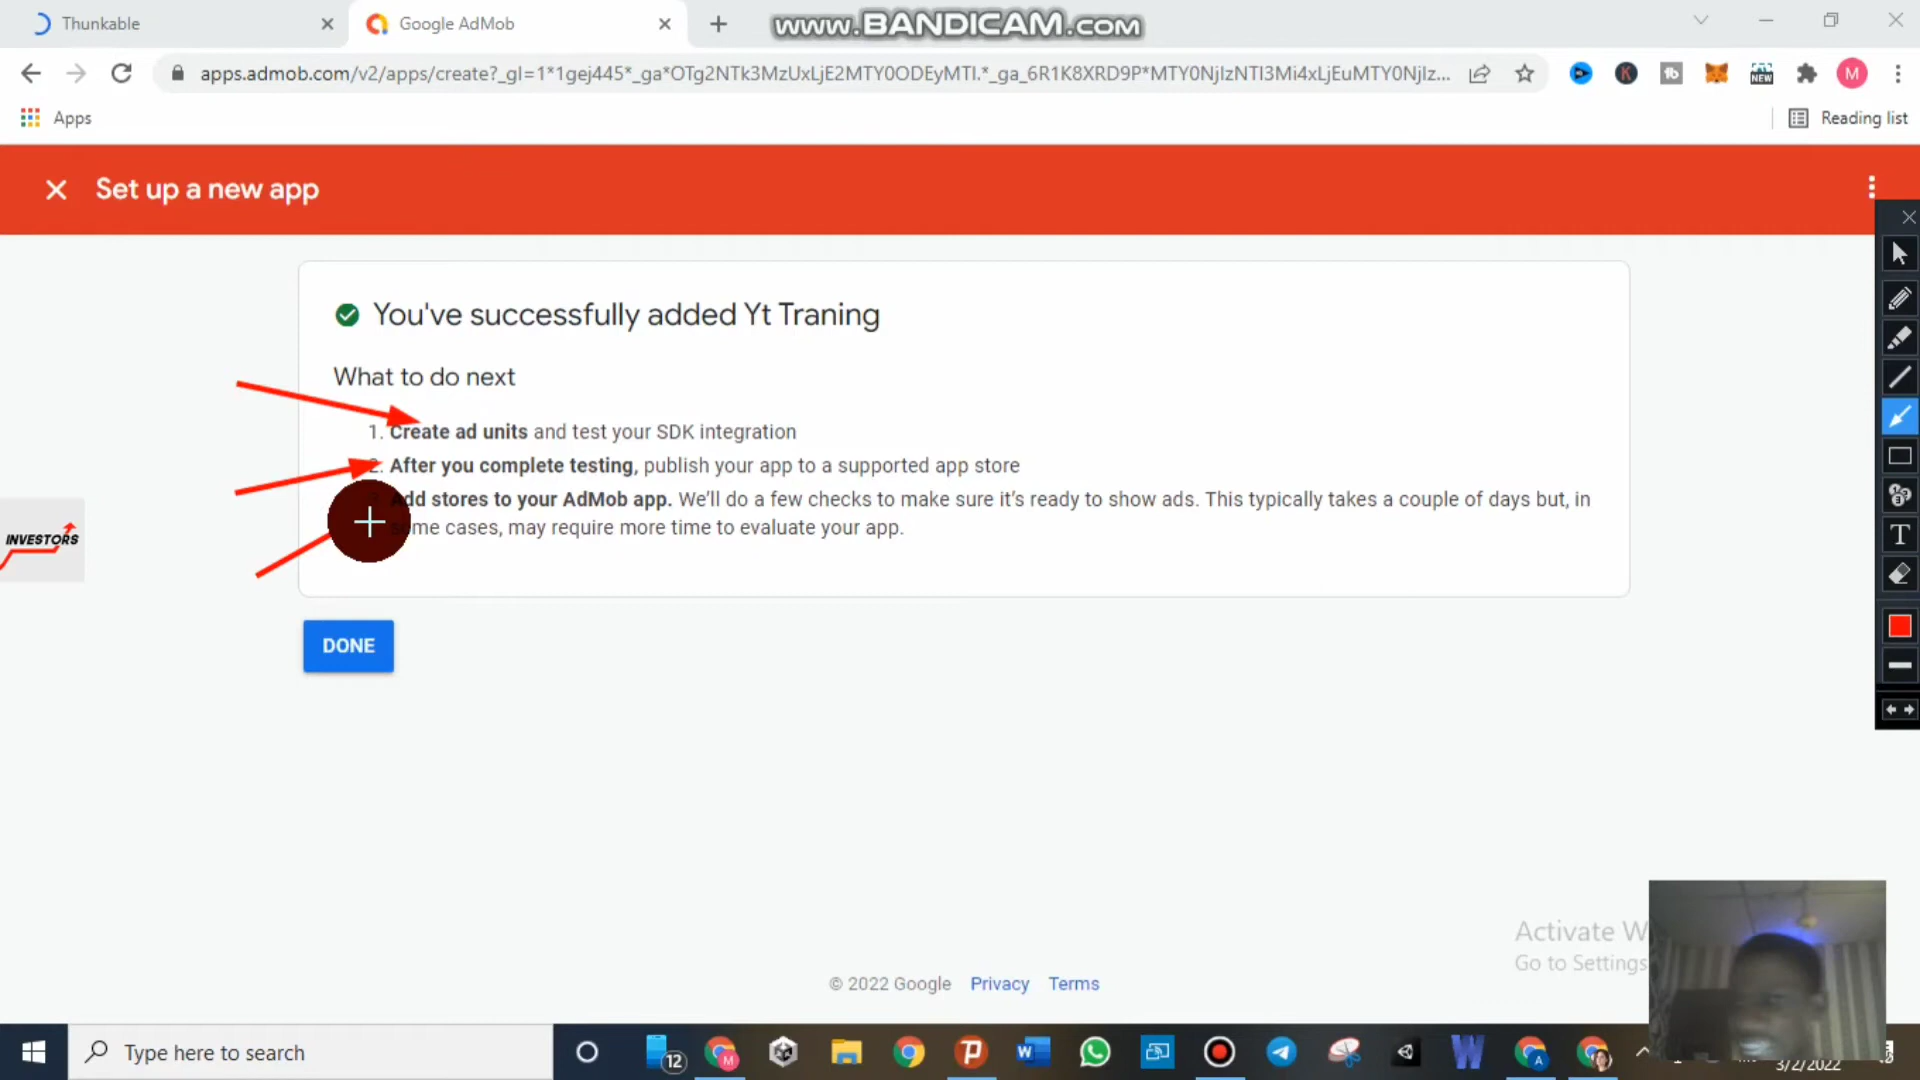 Thunkable
Google AdMob
www.BANDICAM.com
apps.admob.com/v2/apps/create?_gl=1*1gej445*_ga*OTg2NTk3MzUxLjE2MTY0ODEyMTI.*_ga_6R1K8XRD9P*MTY0NjIzNTI3Mi4xLjEuMTY0NjIz...
NEW
M
Apps
Reading list
Set up a new app
You've successfully added Yt Traning
What to do next
1. Create ad units and test your SDK integration
2. After you complete testing, publish your app to a supported app store
Add stores to your AdMob app. We'll do a few checks to make sure it's ready to show ads. This typically takes a couple of days but, in
me cases, may require more time to evaluate your app.
INVESTORS
DONE
Activate W
Go to Settings
© 2022 Google Privacy Terms
Type here to search
12
3/2/2022